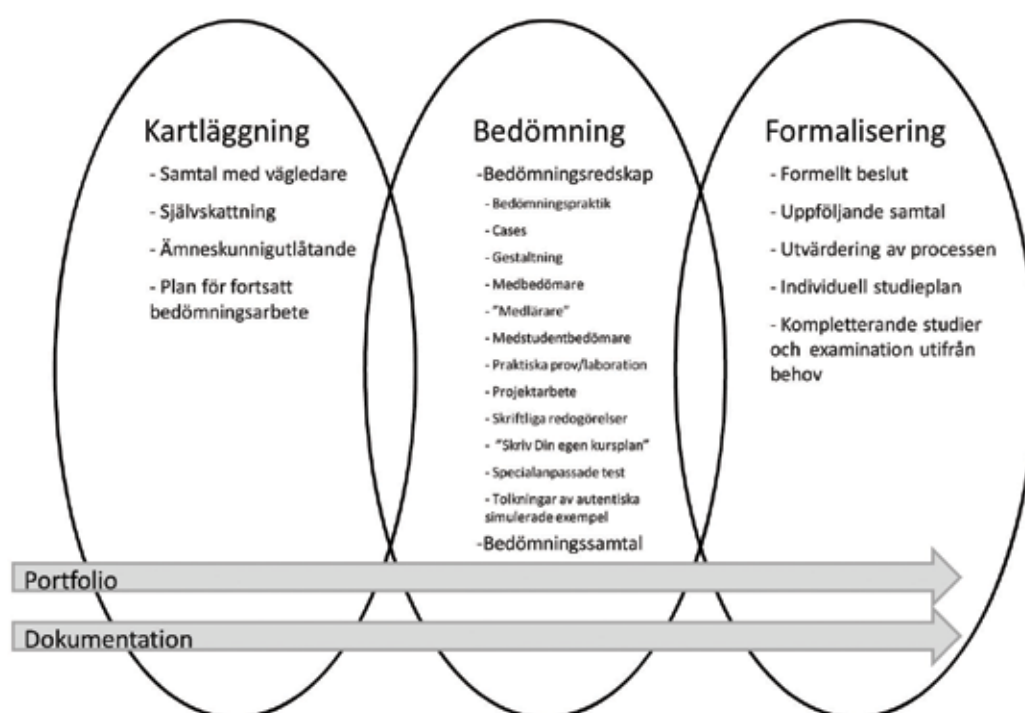 Kartläggning
- Samtal med vägledare
- Självskattning
- Ämneskunnigutlåtande
- Plan för fortsatt
bedömningsarbete
Bedömning
-Bedömningsredskap
- Bedömningspraktik
- Cases
- Gestaltning
- Medbedömare
- ”Medlärare”
- Medstudentbedömare
- Praktiska prov/laboration
- Projektarbete
- Skriftliga redogörelser
- ”Skriv Din egen kursplan”
- Specialanpassade test
- Tolkningar av autentiska
simulerade exempel
-Bedömningssamtal
Formalisering
- Formellt beslut
- Uppföljande samtal
- Utvärdering av processen
- Individuell studieplan
- Kompletterande studier
och examination utifrån
behov
Portfolio
Dokumentation